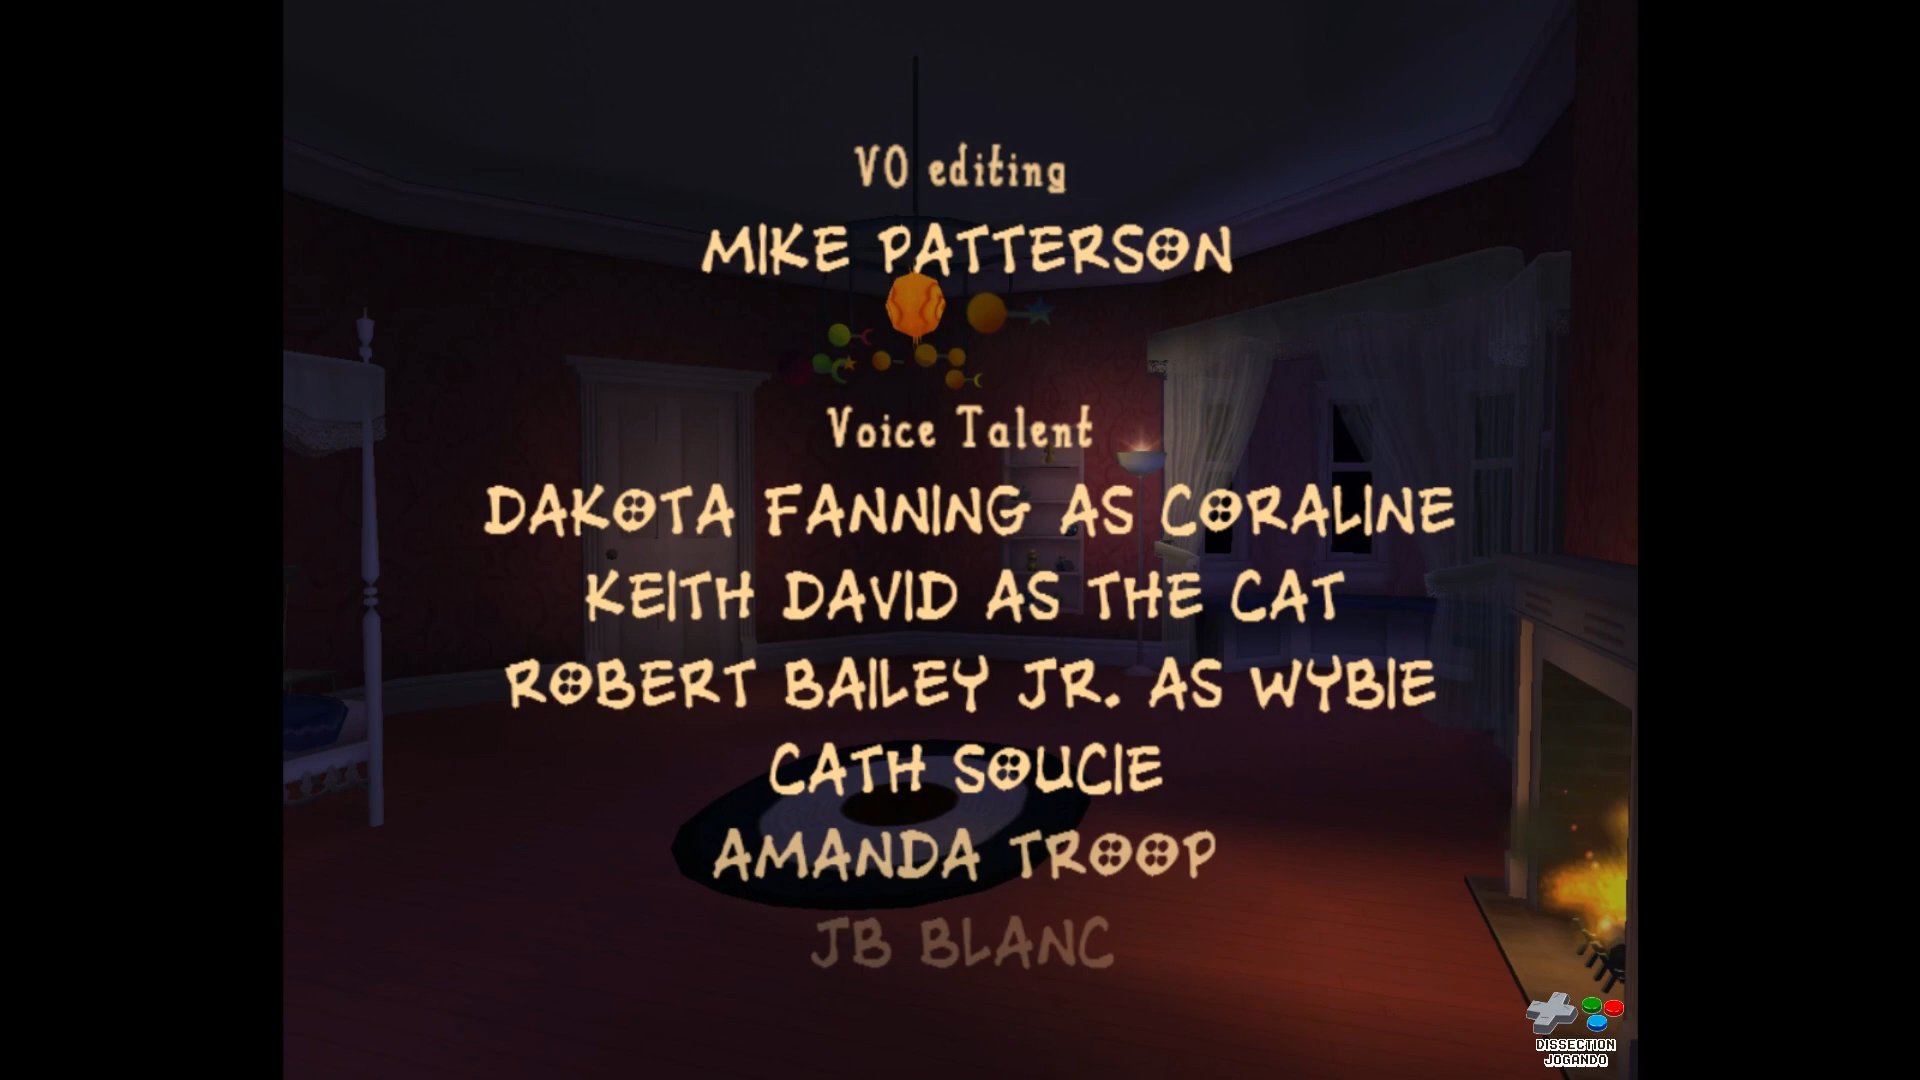 VO editing
MIKE PATTERSON
Voice Talent
DAKOTA FANNING AS CORALINE
KEITH DAVID AS THE CAT
ROBERT BAILEY JR. AS WYBIE
CATH SOUCIE
AMANDA TROOP
JB BLANC
DISSECTION
JOGANDO